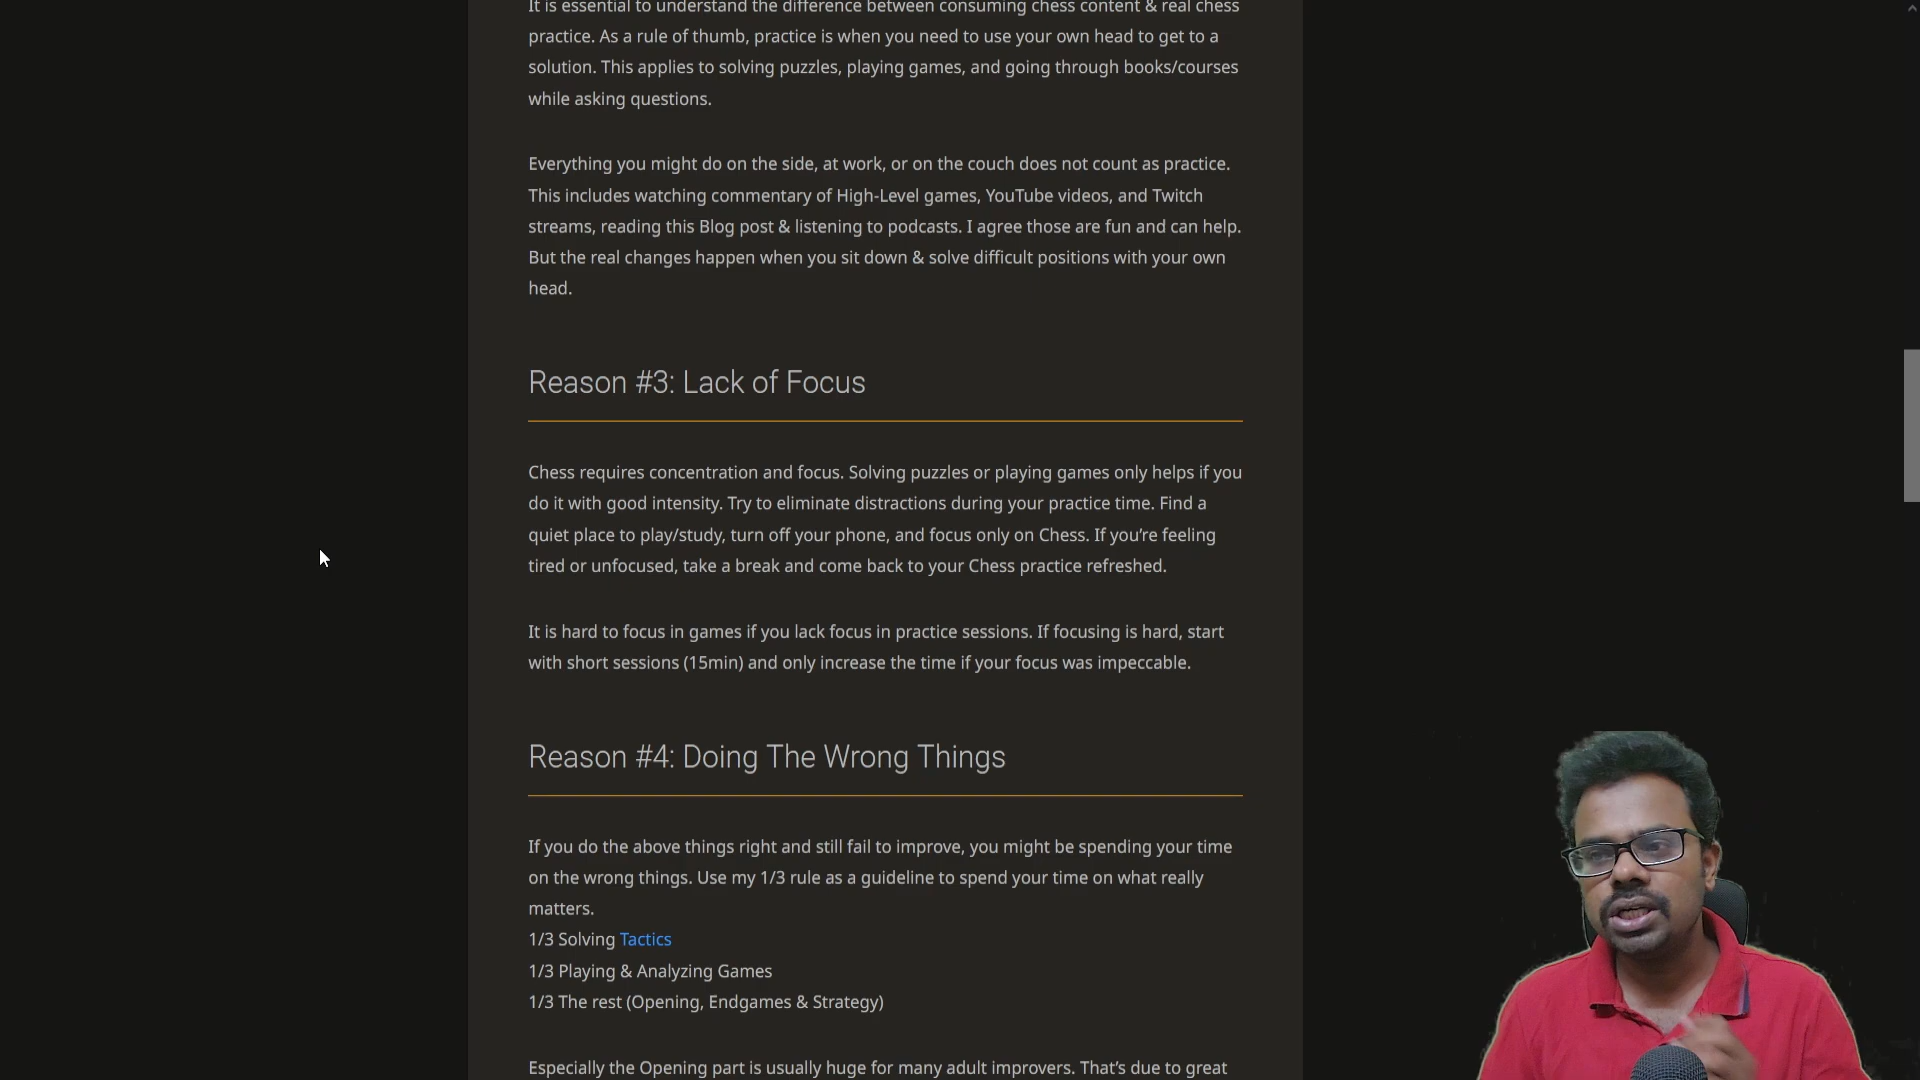 It is essential to understand the difference between consuming chess content & real chess
practice. As a rule of thumb, practice is when you need to use your own head to get to a
solution. This applies to solving puzzles, playing games, and going through books/courses
while asking questions.
Everything you might do on the side, at work, or on the couch does not count as practice.
This includes watching commentary of High-Level games, YouTube videos, and Twitch
streams, reading this Blog post & listening to podcasts. I agree those are fun and can help.
But the real changes happen when you sit down & solve difficult positions with your own
head.
Reason #3: Lack of Focus
Chess requires concentration and focus. Solving puzzles or playing games only helps if you
do it with good intensity. Try to eliminate distractions during your practice time. Find a
quiet place to play/study, turn off your phone, and focus only on Chess. If you’re feeling
tired or unfocused, take a break and come back to your Chess practice refreshed.
It is hard to focus in games if you lack focus in practice sessions. If focusing is hard, start
with short sessions (15min) and only increase the time if your focus was impeccable.
Reason #4: Doing The Wrong Things
If you do the above things right and still fail to improve, you might be spending your time
on the wrong things. Use my 1/3 rule as a guideline to spend your time on what really
matters.
1/3 Solving Tactics
1/3 Playing & Analyzing Games
1/3 The rest (Opening, Endgames & Strategy)
Especially the Opening part is usually huge for many adult improvers. That’s due to great